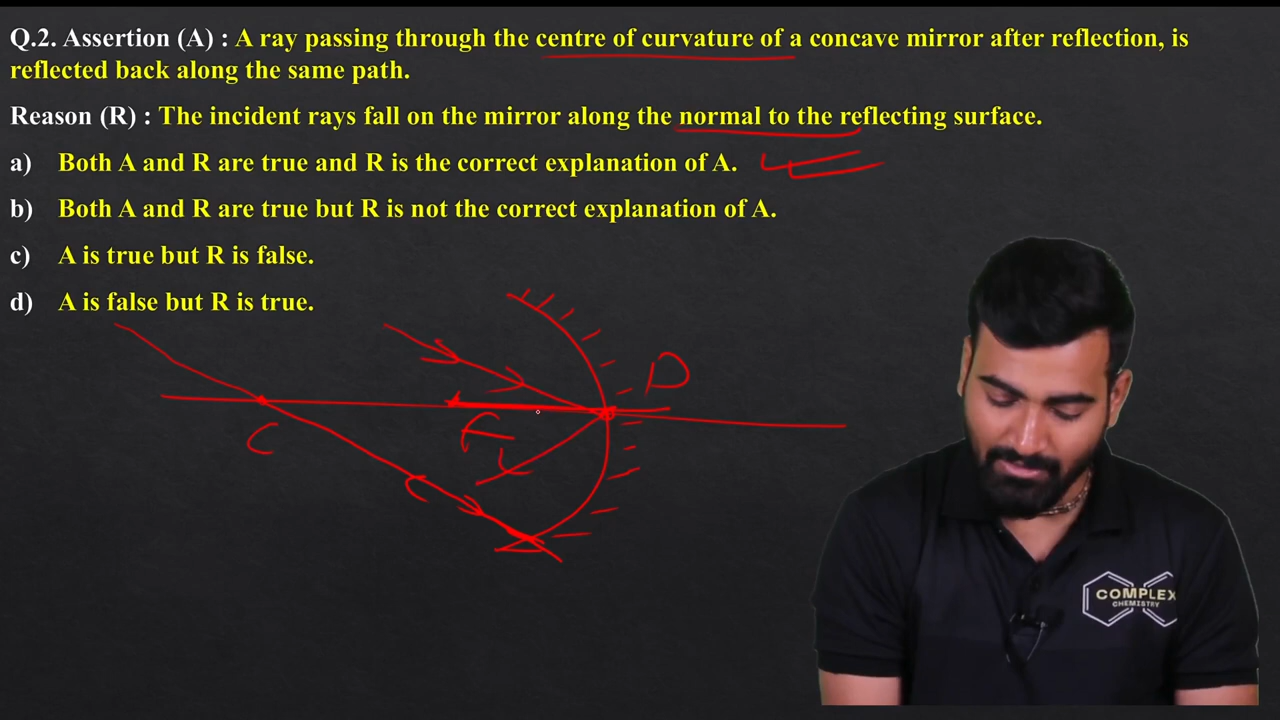 Q.2. Assertion (A) : A ray passing through the centre of curvature of a concave mirror after reflection, is
reflected back along the same path.
Reason (R) : The incident rays fall on the mirror along the normal to the reflecting surface.
a) Both A and R are true and R is the correct explanation of A.
b) Both A and R are true but R is not the correct explanation of A.
c) A is true but R is false.
d) A is false but R is true.
C
F
COMPLEX
CHEMISTRY